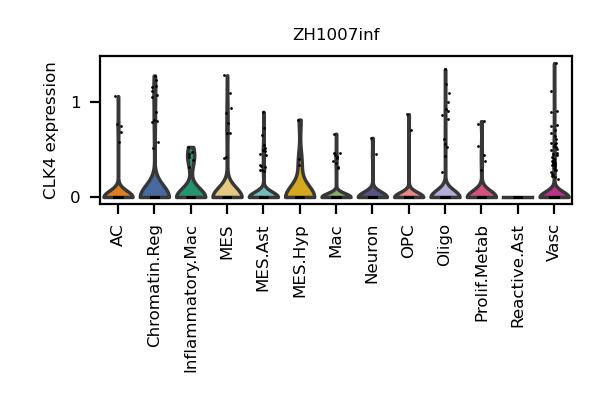 ZH1007inf
CLK4 expression
1
0
AC
Chromatin.Reg
Inflammatory.Mac
MES
MES.Ast
MES.Hyp
Mac
Neuron
OPC
Oligo
Prolif.Metab
Reactive.Ast
Vasc